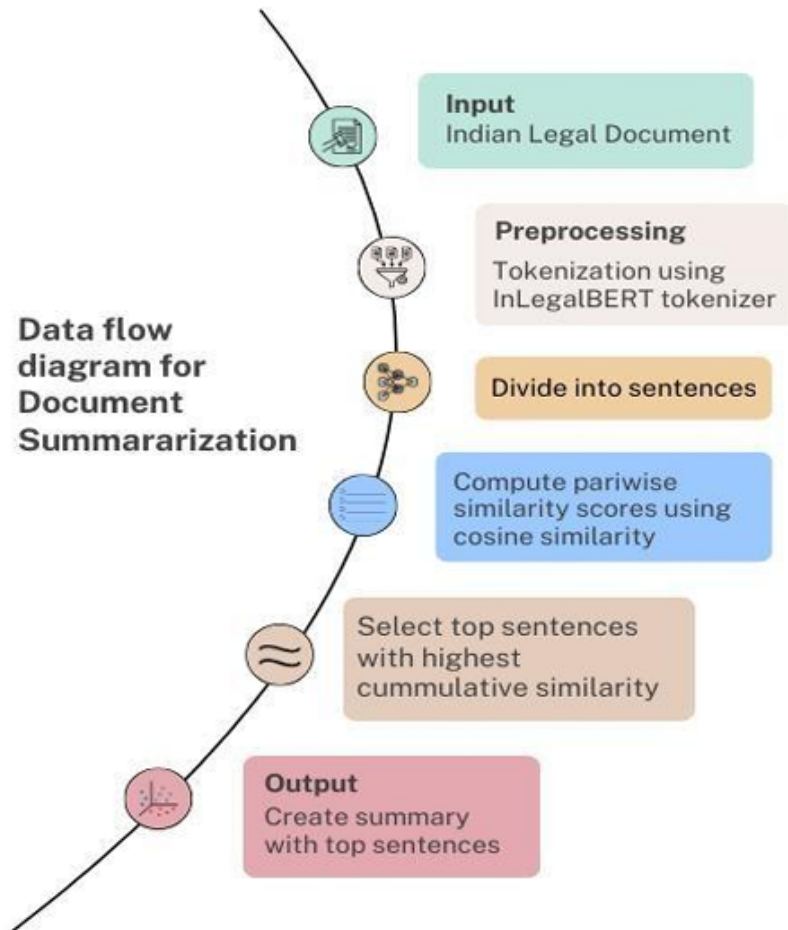 Data flow
diagram for
Document
Summararization
Input
Indian Legal Document
Preprocessing
Tokenization using
InLegalBERT tokenizer
Divide into sentences
Compute pariwise
similarity scores using
cosine similarity
Select top sentences
with highest
cummulative similarity
Output
Create summary
with top sentences